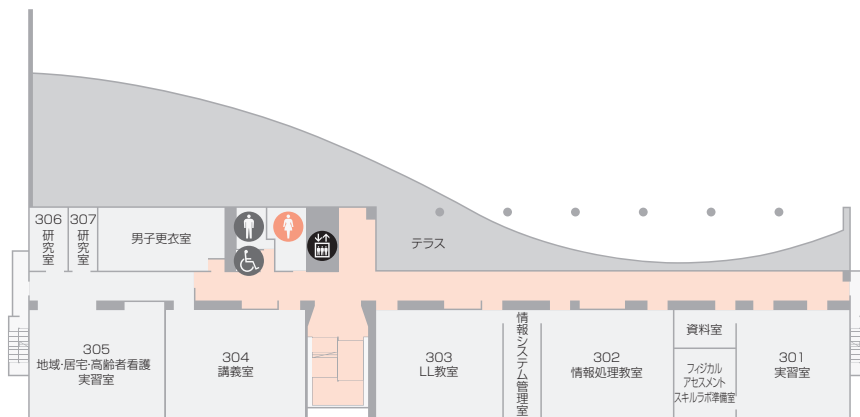 306
研究室
307
研究室
男子更衣室
テラス
305
地域・居宅・高齢者看護
実習室
304
講義室
303
LL教室
情報システム管理室
302
情報処理教室
資料室
フィジカル
アセスメント
スキルラボ準備室
301
実習室